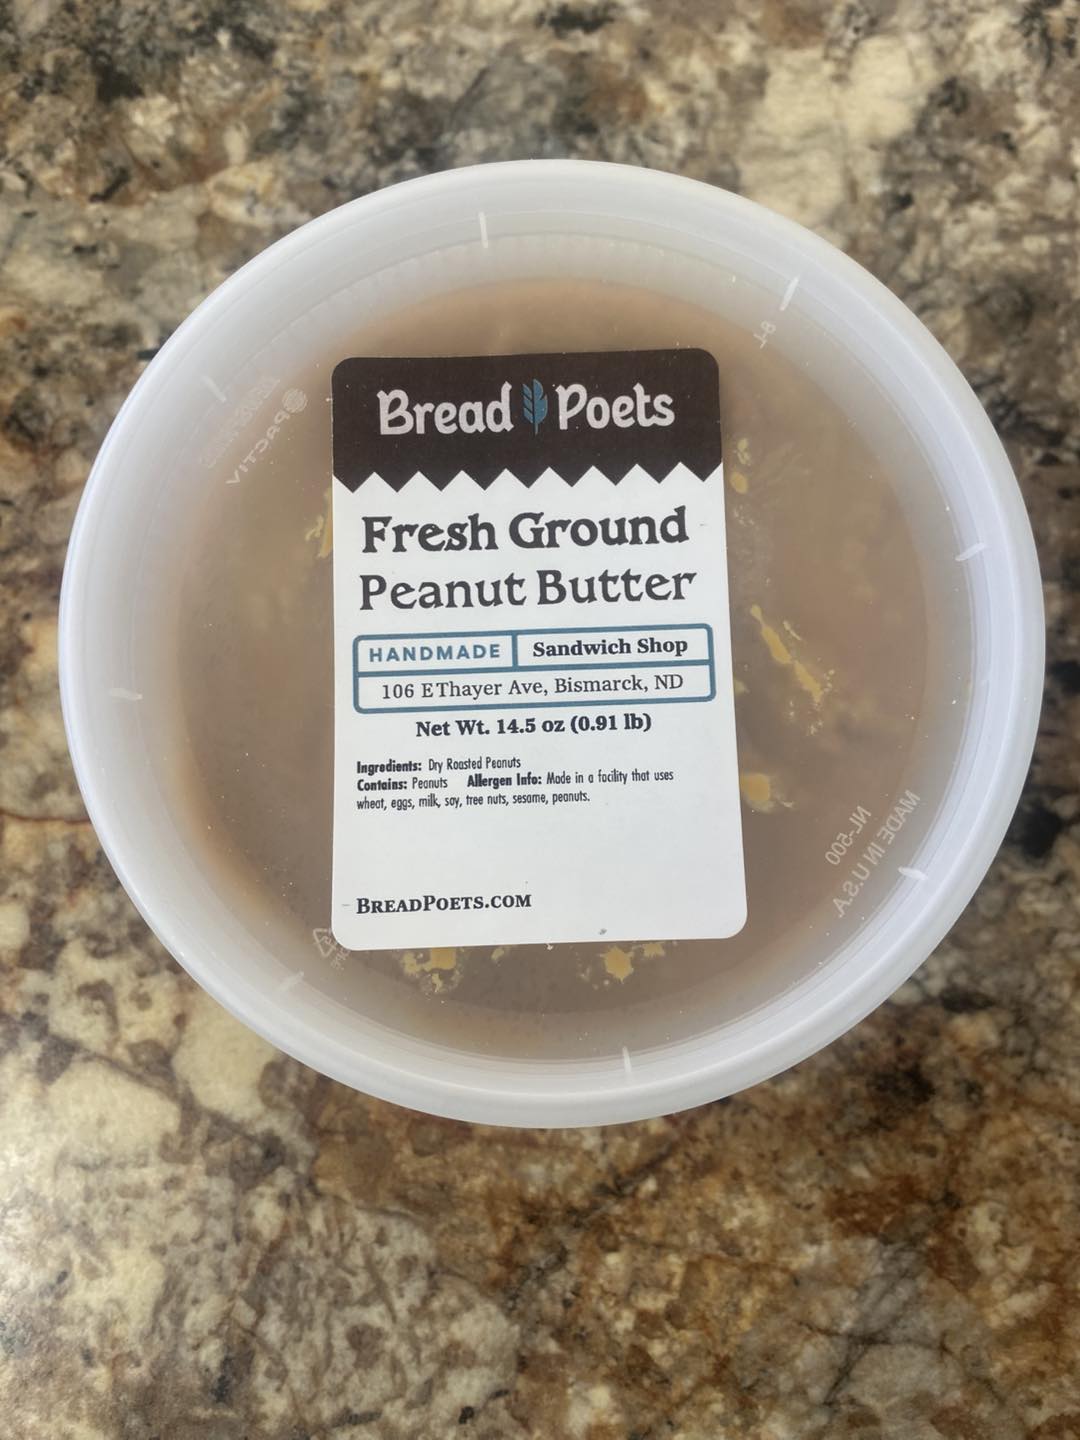 Bread Poets
Fresh Ground
Peanut Butter
HANDMADE Sandwich Shop
106 E Thayer Ave, Bismarck, ND
Net Wt. 14.5 oz (0.91 lb)
Ingredients: Dry Roasted Peanuts
Contains: Peanuts Allergen Info: Made in a facility that uses
wheat, eggs, milk, soy, tree nuts, sesame, peanuts.
BREADPOETS.COM
PACTIV
NL-500
MADE IN U.S.A.